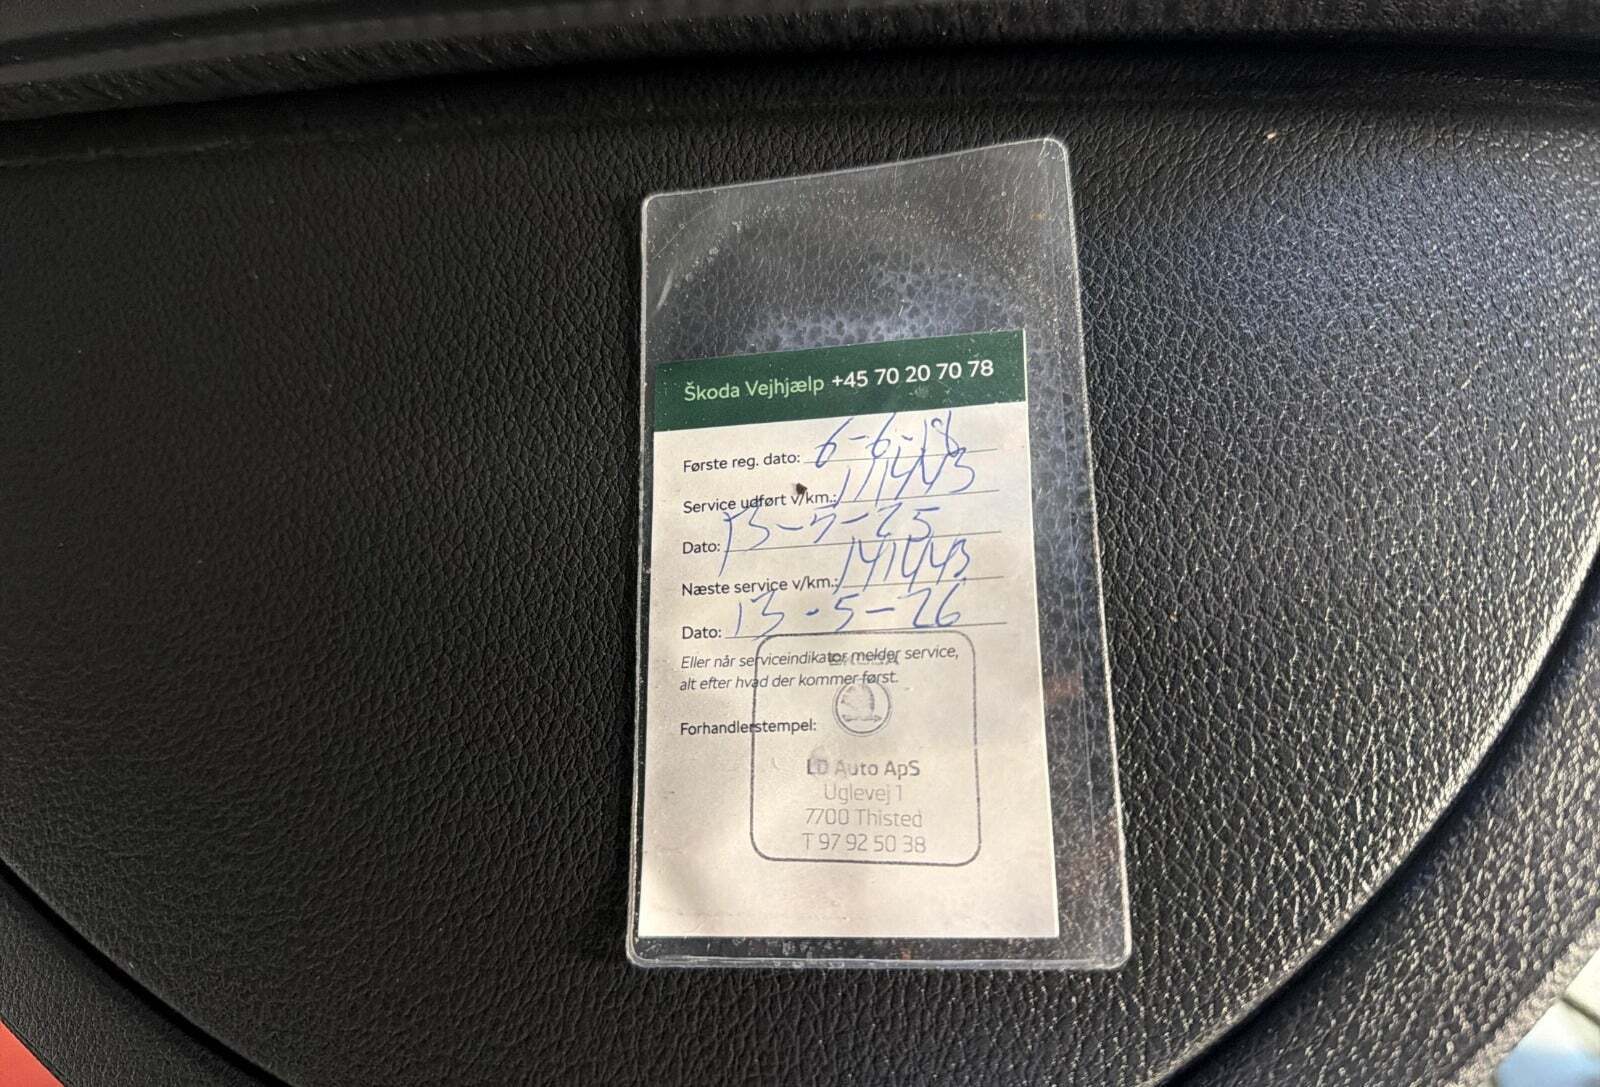 Škoda Vejhjælp +45 70 20 70 78
Første reg. dato: 6-6-18
Service udført v/km.: 111443
Dato: 13-5-25
Næste service v/km.: 141443
Dato: 13-5-26
Eller når serviceindikator melder service,
alt efter hvad der kommer først.
SKODA
Forhandlerstempel:
LD Auto ApS
Uglevej 1
7700 Thisted
T 97 92 50 38